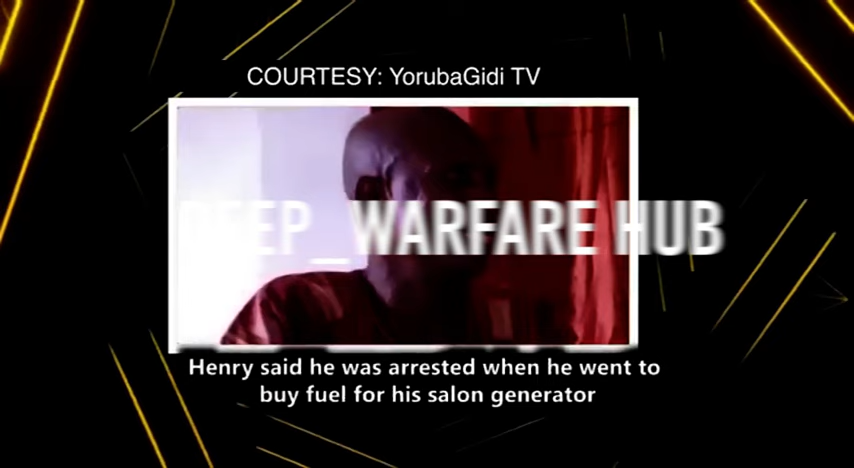 COURTESY: YorubaGidi TV
DEEP_WARFARE HUB
Henry said he was arrested when he went to
buy fuel for his salon generator